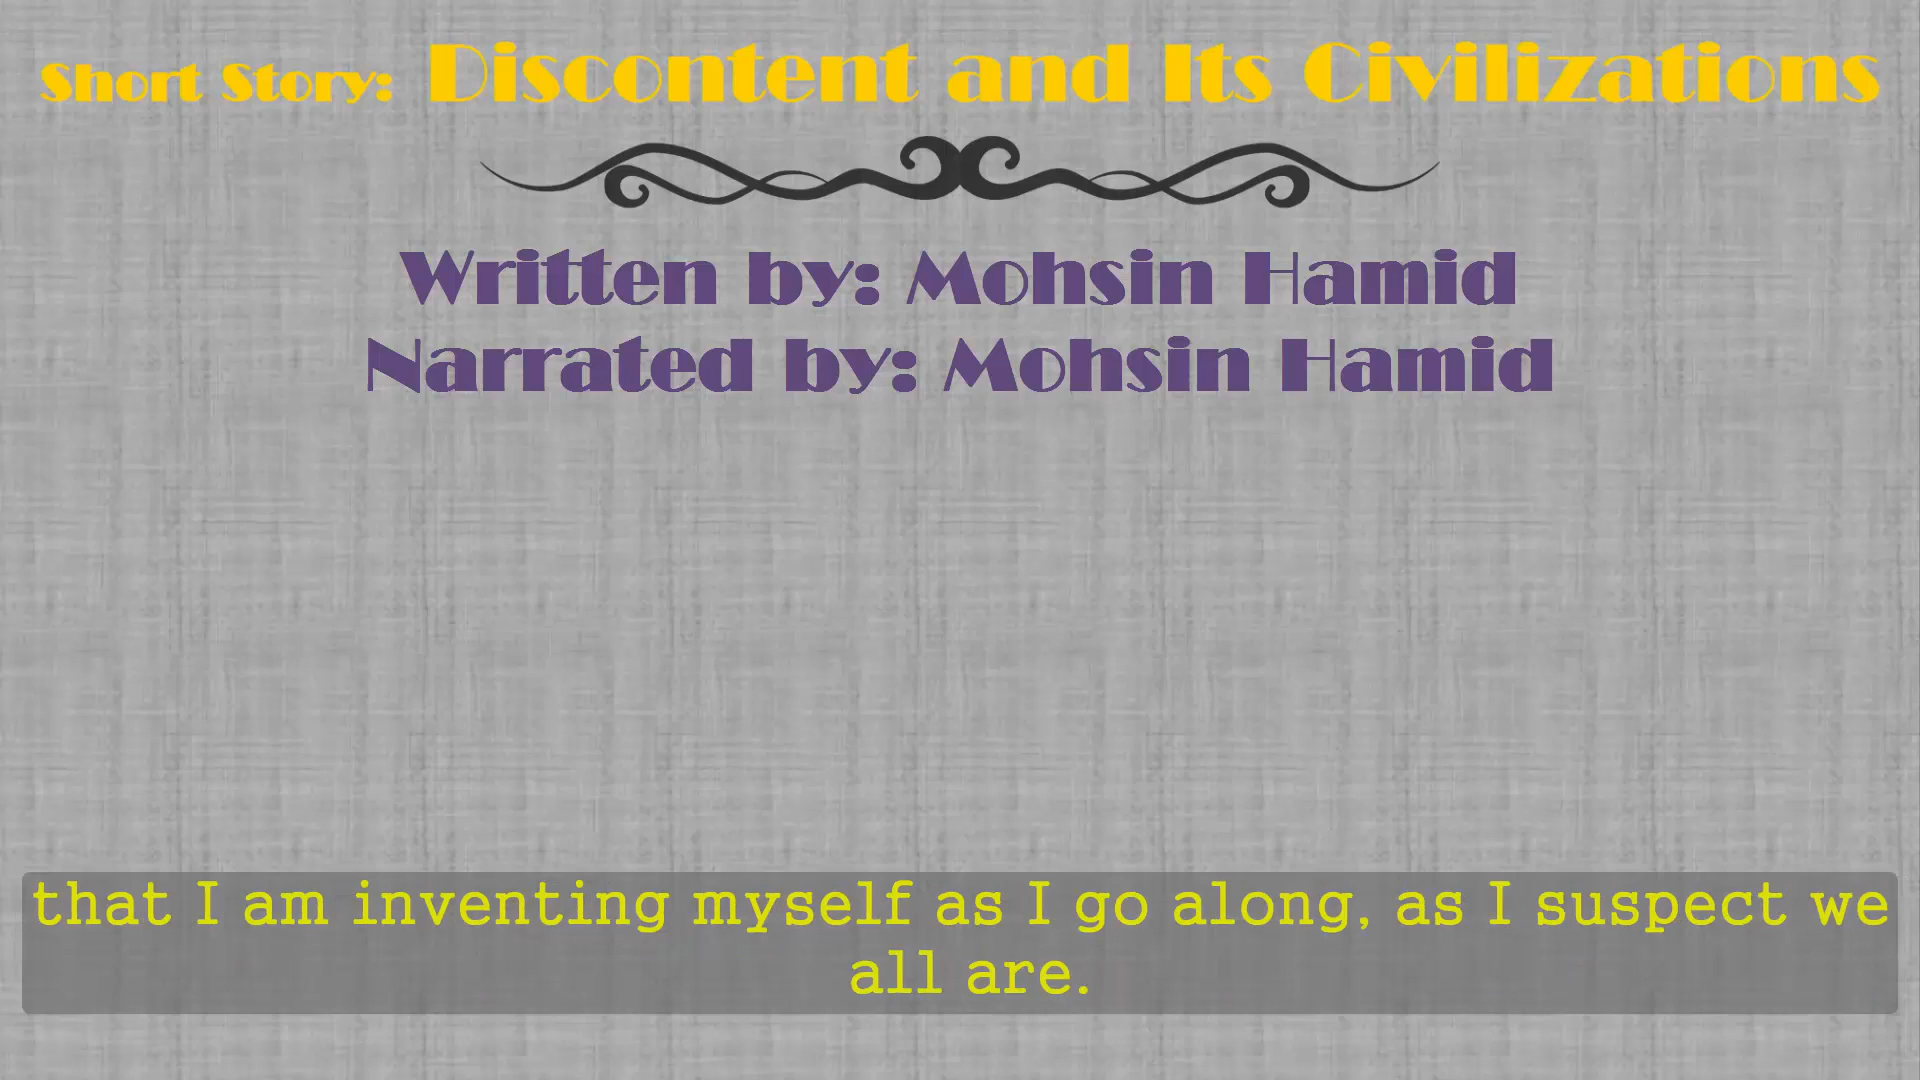 Short Story: Discontent and Its Civilizations
Written by: Mohsin Hamid
Narrated by: Mohsin Hamid
that I am inventing myself as I go along, as I suspect we
all are.